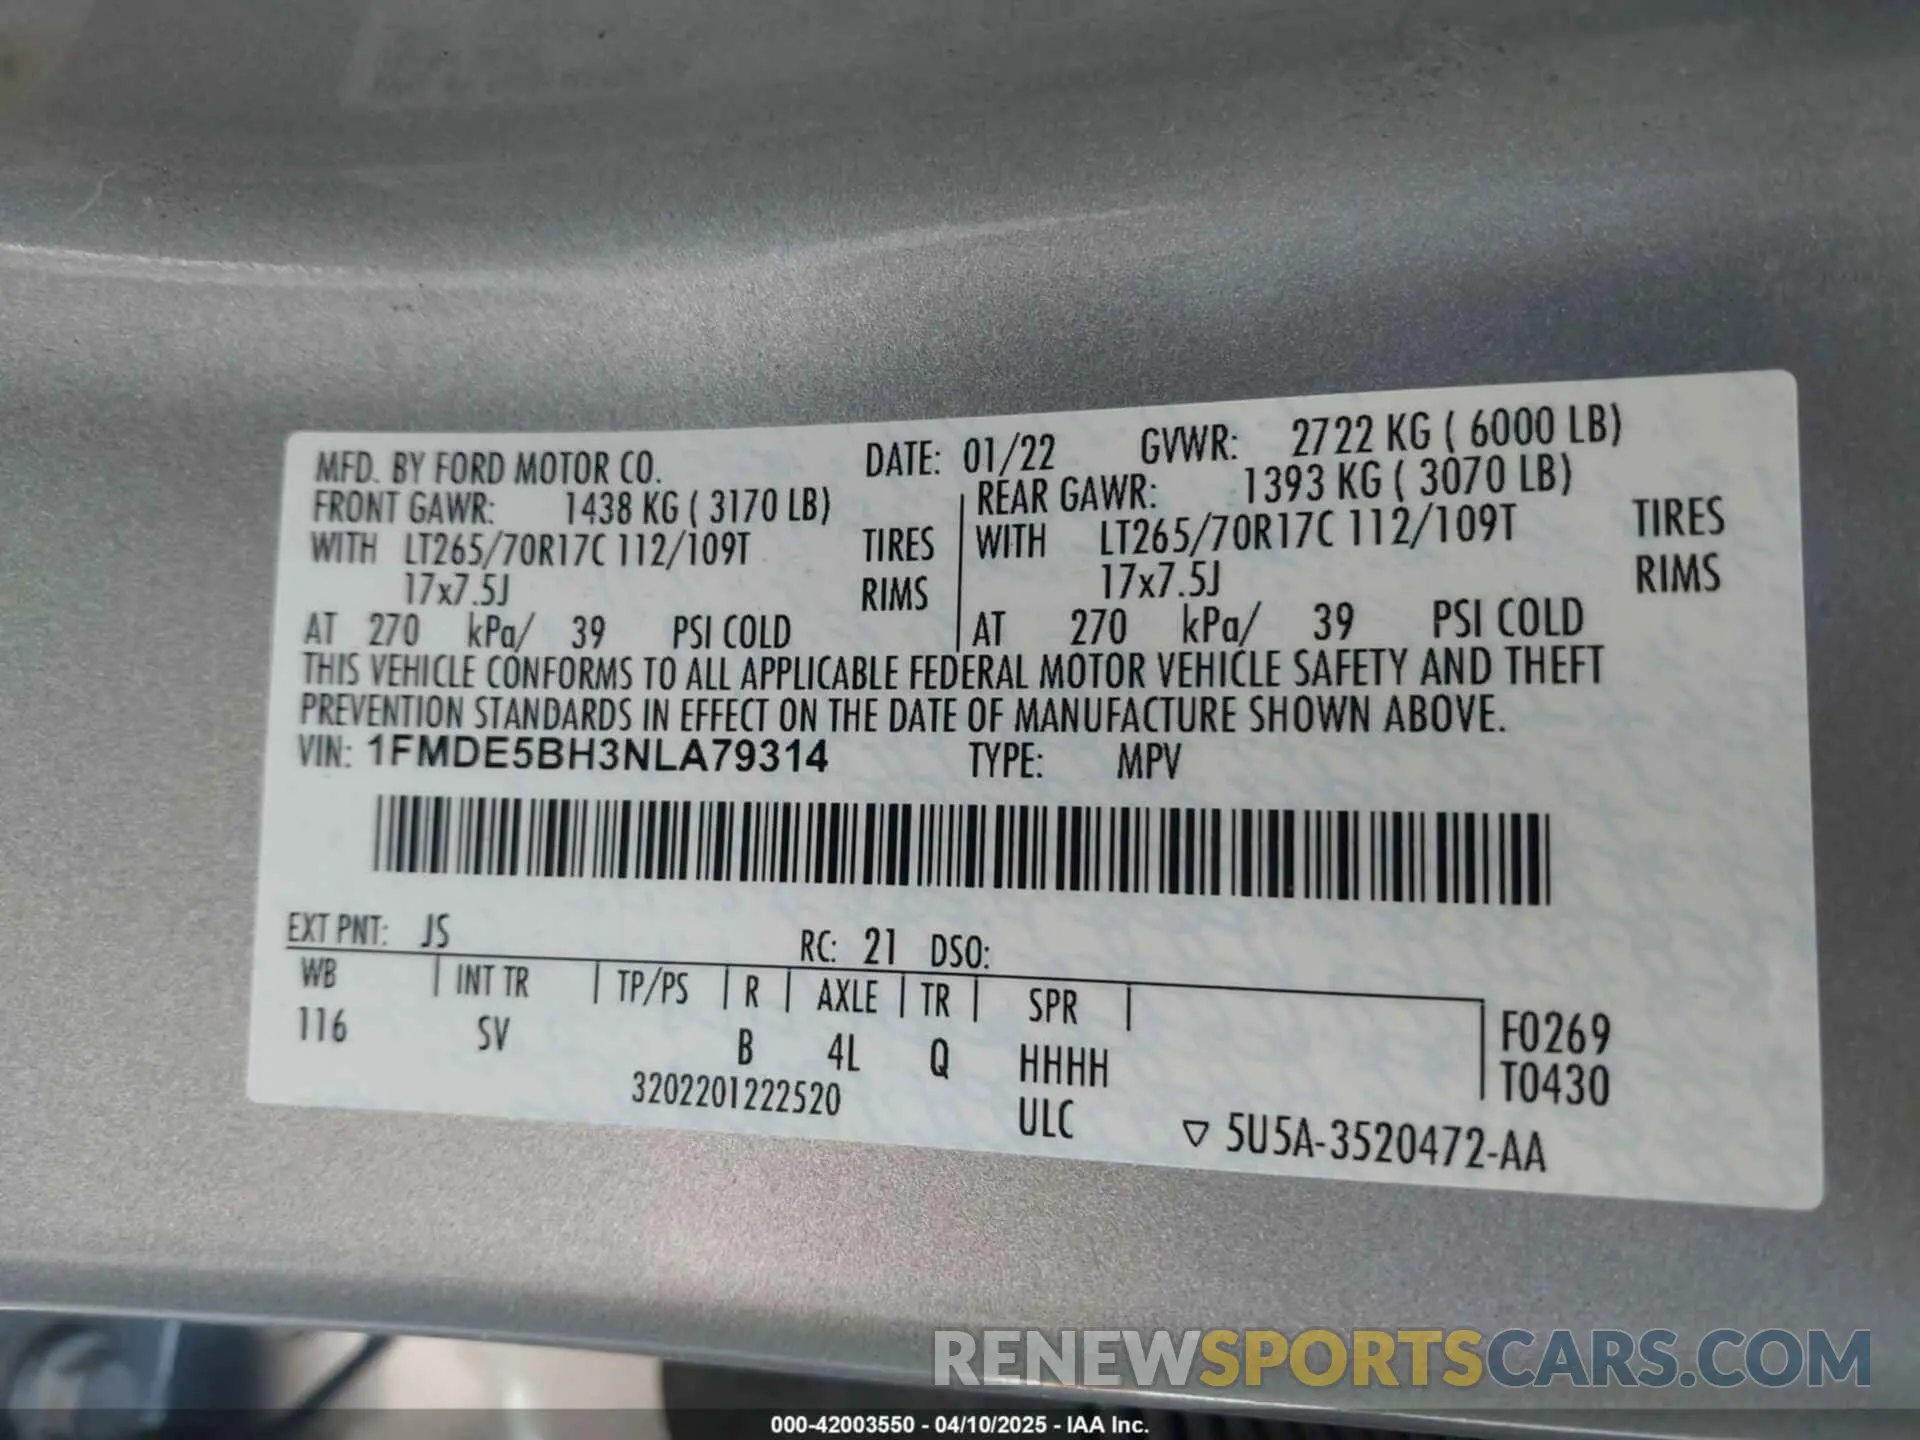 MFD. BY FORD MOTOR CO. DATE: 01/22 GVWR: 2722 KG ( 6000 LB)
FRONT GAWR: 1438 KG ( 3170 LB) REAR GAWR: 1393 KG ( 3070 LB)
WITH LT265/70R17C 112/109T TIRES WITH LT265/70R17C 112/109T TIRES
17x7.5J RIMS 17x7.5J RIMS
AT 270 kPa/ 39 PSI COLD AT 270 kPa/ 39 PSI COLD
THIS VEHICLE CONFORMS TO ALL APPLICABLE FEDERAL MOTOR VEHICLE SAFETY AND THEFT
PREVENTION STANDARDS IN EFFECT ON THE DATE OF MANUFACTURE SHOWN ABOVE.
VIN: 1FMDE5BH3NLA79314 TYPE: MPV
EXT PNT: JS RC: 21 DSO:
WB INT TR TP/PS R AXLE TR SPR
116 SV B 4L Q HHHH F0269
3202201222520 ULC T0430
▽ 5U5A-3520472-AA
RENEWSPORTSCARS.COM
000-42003550 - 04/10/2025 - IAA Inc.